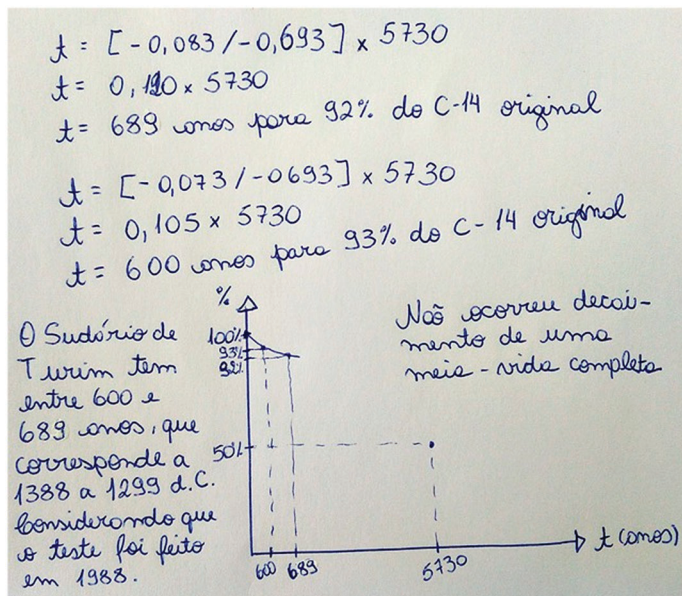 t = [-0,083/-0,693] x 5730
t = 0,120 x 5730
t = 689 anos para 92% do C-14 original
t = [-0,073/-0693] x 5730
t = 0,105 x 5730
t = 600 anos para 93% do C-14 original
%
100%
93%
92%
50%
600
689
5730
t (anos)
Naõ ocorreu decai-
mento de uma
meia-vida completa
O Sudário de
Turim tem
entre 600 e
689 anos, que
corresponde a
1388 a 1299 d.C.
Considerando que
o teste foi feito
em 1988.